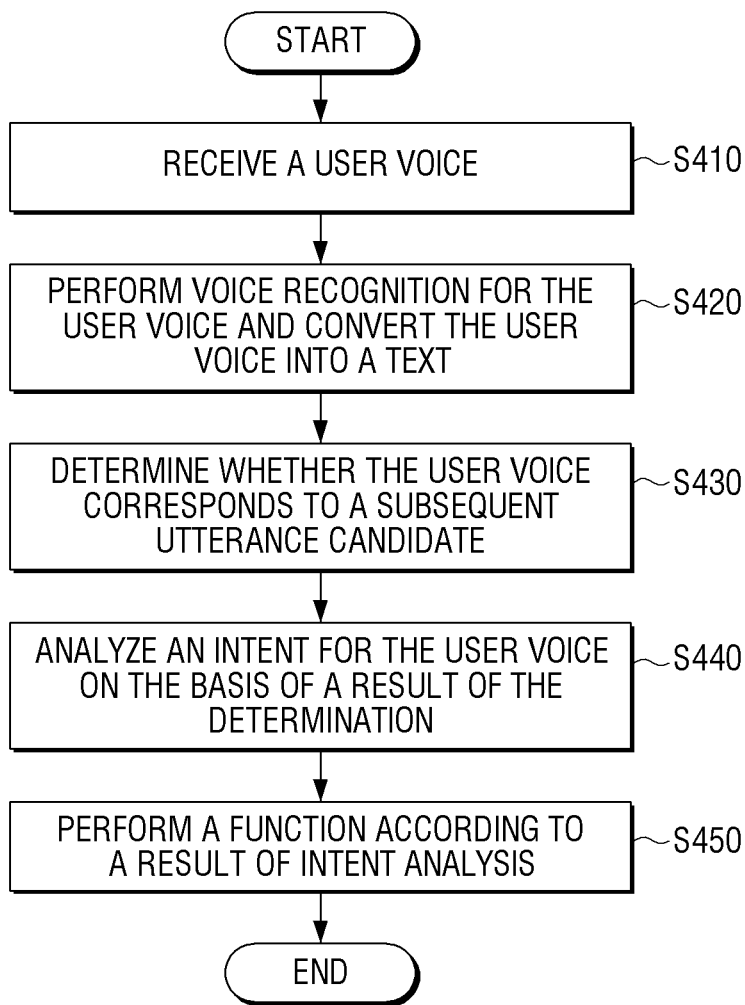 START
RECEIVE A USER VOICE
S410
PERFORM VOICE RECOGNITION FOR THE
USER VOICE AND CONVERT THE USER
VOICE INTO A TEXT
S420
DETERMINE WHETHER THE USER VOICE
CORRESPONDS TO A SUBSEQUENT
UTTERANCE CANDIDATE
S430
ANALYZE AN INTENT FOR THE USER VOICE
ON THE BASIS OF A RESULT OF THE
DETERMINATION
S440
PERFORM A FUNCTION ACCORDING TO
A RESULT OF INTENT ANALYSIS
S450
END